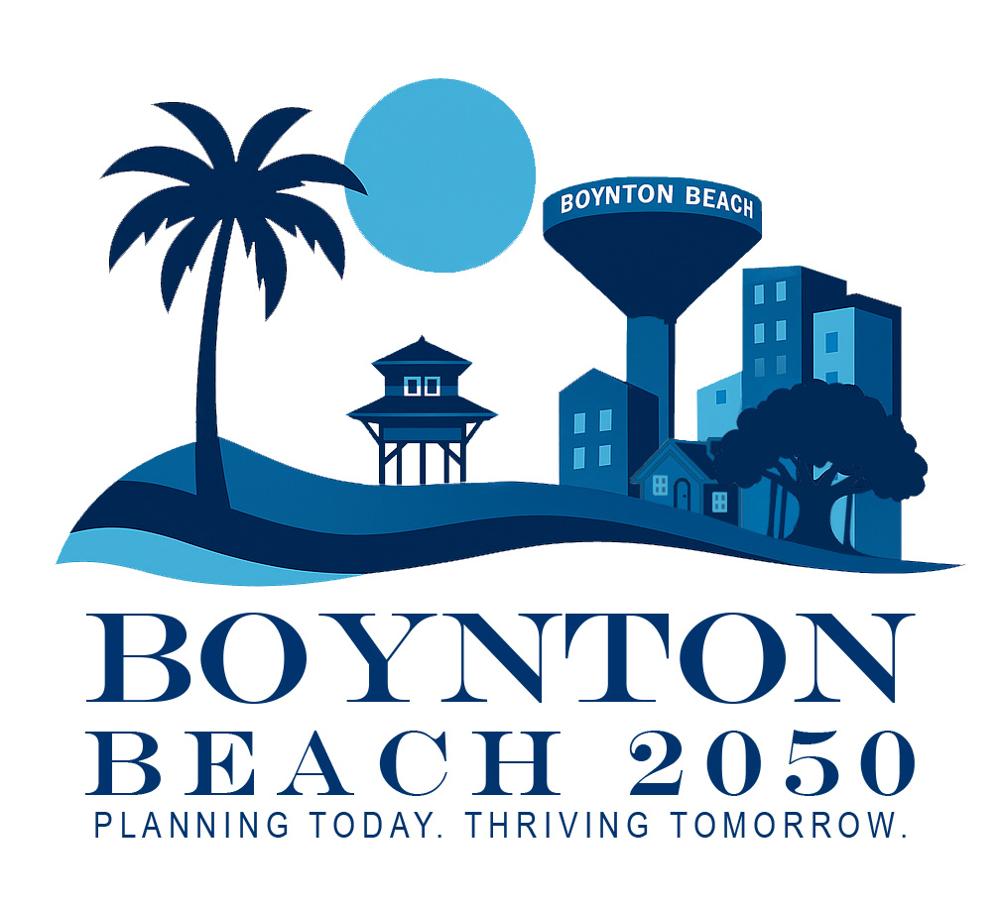 BOYNTON BEACH
BOYNTON
BEACH 2050
PLANNING TODAY. THRIVING TOMORROW.